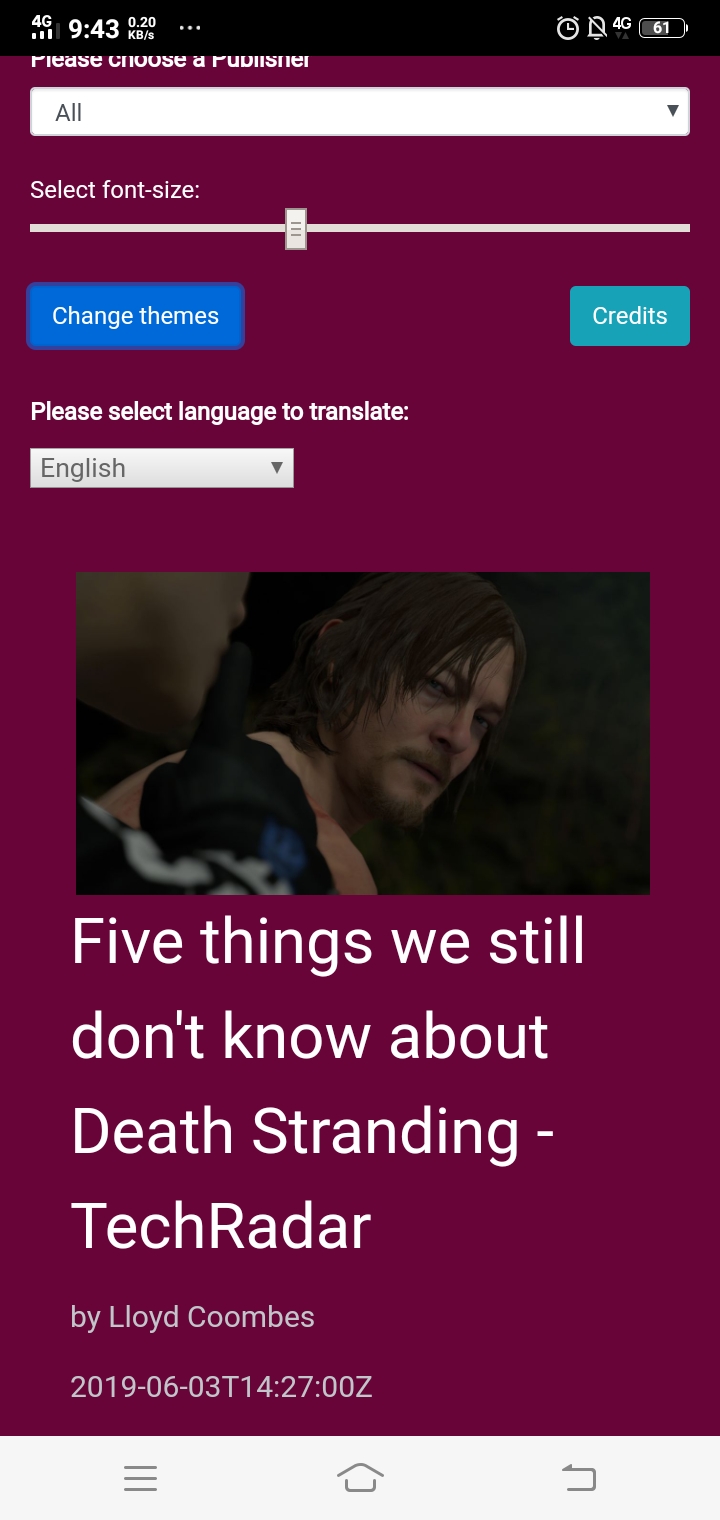 4G 9:43 0.20 KB/s ... 4G 61
Please choose a Publisher
All
Select font-size:
Change themes Credits
Please select language to translate:
English
Five things we still
don't know about
Death Stranding -
TechRadar
by Lloyd Coombes
2019-06-03T14:27:00Z